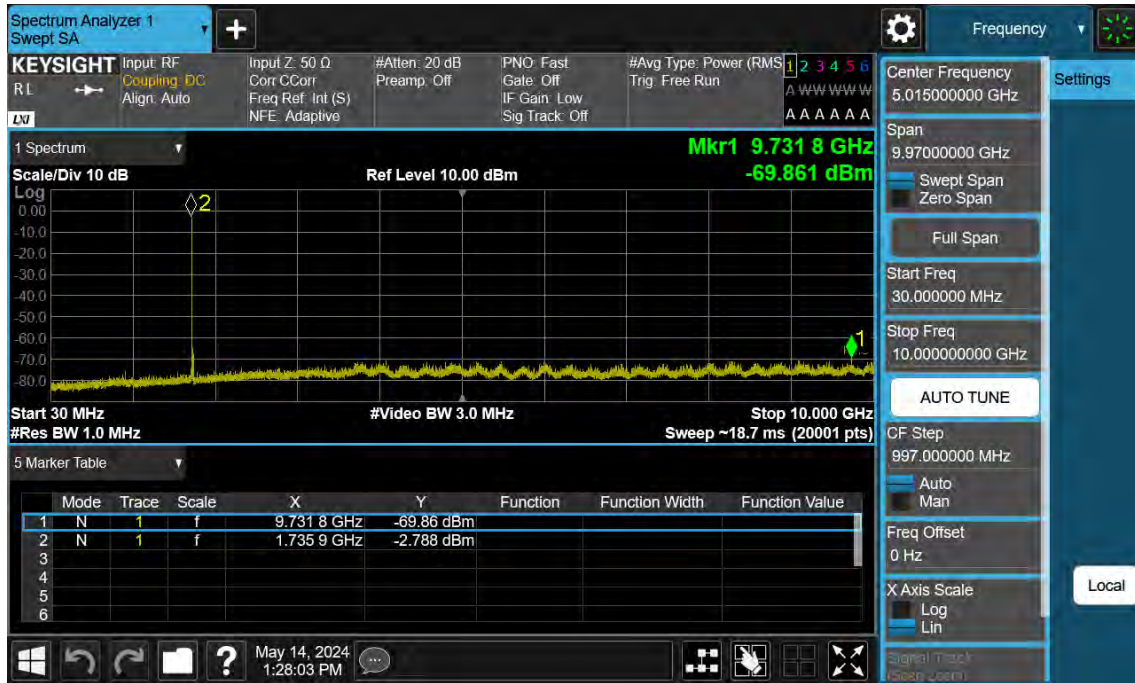 Spectrum Analyzer 1
Swept SA
+
Frequency
KEYSIGHT
RL
LXI
Input: RF
Coupling: DC
Align: Auto
Input Z: 50 Ω
Corr CCorr
Freq Ref: Int (S)
NFE: Adaptive
#Atten: 20 dB
Preamp: Off
PNO: Fast
Gate: Off
IF Gain: Low
Sig Track: Off
#Avg Type: Power (RMS
Trig: Free Run
1 2 3 4 5 6
A W W W W W
A A A A A A
1 Spectrum
Scale/Div 10 dB
Ref Level 10.00 dBm
Mkr1 9.731 8 GHz
-69.861 dBm
Log
0.00
-10.0
-20.0
-30.0
-40.0
-50.0
-60.0
-70.0
-80.0
2
1
Start 30 MHz
#Video BW 3.0 MHz
Stop 10.000 GHz
#Res BW 1.0 MHz
Sweep ~18.7 ms (20001 pts)
5 Marker Table
Mode Trace Scale X Y Function Function Width Function Value
1 N 1 f 9.731 8 GHz -69.86 dBm
2 N 1 f 1.735 9 GHz -2.788 dBm
3
4
5
6
?
May 14, 2024
1:28:03 PM
Center Frequency
5.015000000 GHz
Settings
Span
9.97000000 GHz
Swept Span
Zero Span
Full Span
Start Freq
30.000000 MHz
Stop Freq
10.000000000 GHz
AUTO TUNE
CF Step
997.000000 MHz
Auto
Man
Freq Offset
0 Hz
X Axis Scale
Log
Lin
Local
Signal Track
(Span Zoom)